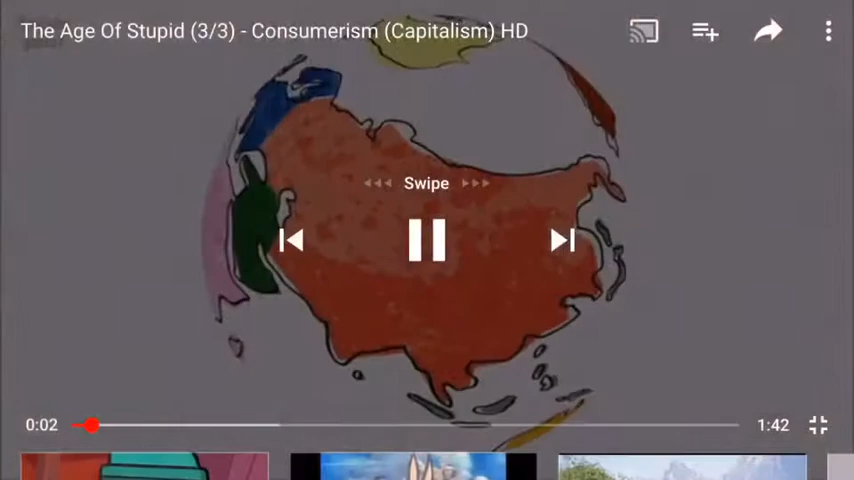 The Age Of Stupid (3/3) - Consumerism (Capitalism) HD
Swipe
0:02
1:42